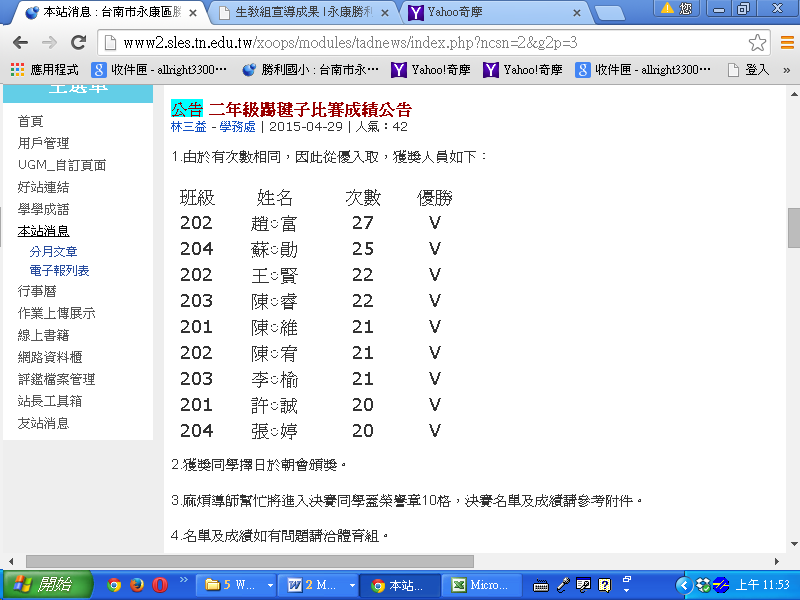 本站消息 : 台南市永康區勝
生教組宣導成果 | 永康勝利
Yahoo奇摩
您
www2.sles.tn.edu.tw/xoops/modules/tadnews/index.php?ncsn=2&g2p=3
應用程式 收件匣 - allright3300⋯ 勝利國小 : 台南市永⋯ Yahoo!奇摩 Yahoo!奇摩 收件匣 - allright3300⋯ 登入 »
主選單
首頁
用戶管理
UGM_自訂頁面
好站連結
學學成語
本站消息
分月文章
電子報列表
行事曆
作業上傳展示
線上書籍
網路資料櫃
評鑑檔案管理
站長工具箱
友站消息
公告 二年級踢毽子比賽成績公告
林三益 - 學務處 | 2015-04-29 | 人氣：42
1.由於有次數相同，因此從優入取，獲獎人員如下：
班級 姓名 次數 優勝
202 趙○富 27 V
204 蘇○勛 25 V
202 王○賢 22 V
203 陳○睿 22 V
201 陳○維 21 V
202 陳○宥 21 V
203 李○榆 21 V
201 許○誠 20 V
204 張○婷 20 V
2.獲獎同學擇日於朝會頒獎。
3.麻煩導師幫忙將進入決賽同學蓋榮譽章10格，決賽名單及成績請參考附件。
4.名單及成績如有問題請洽體育組。
開始 » 5 W... 2 M... 本站... Micro... 上午 11:53